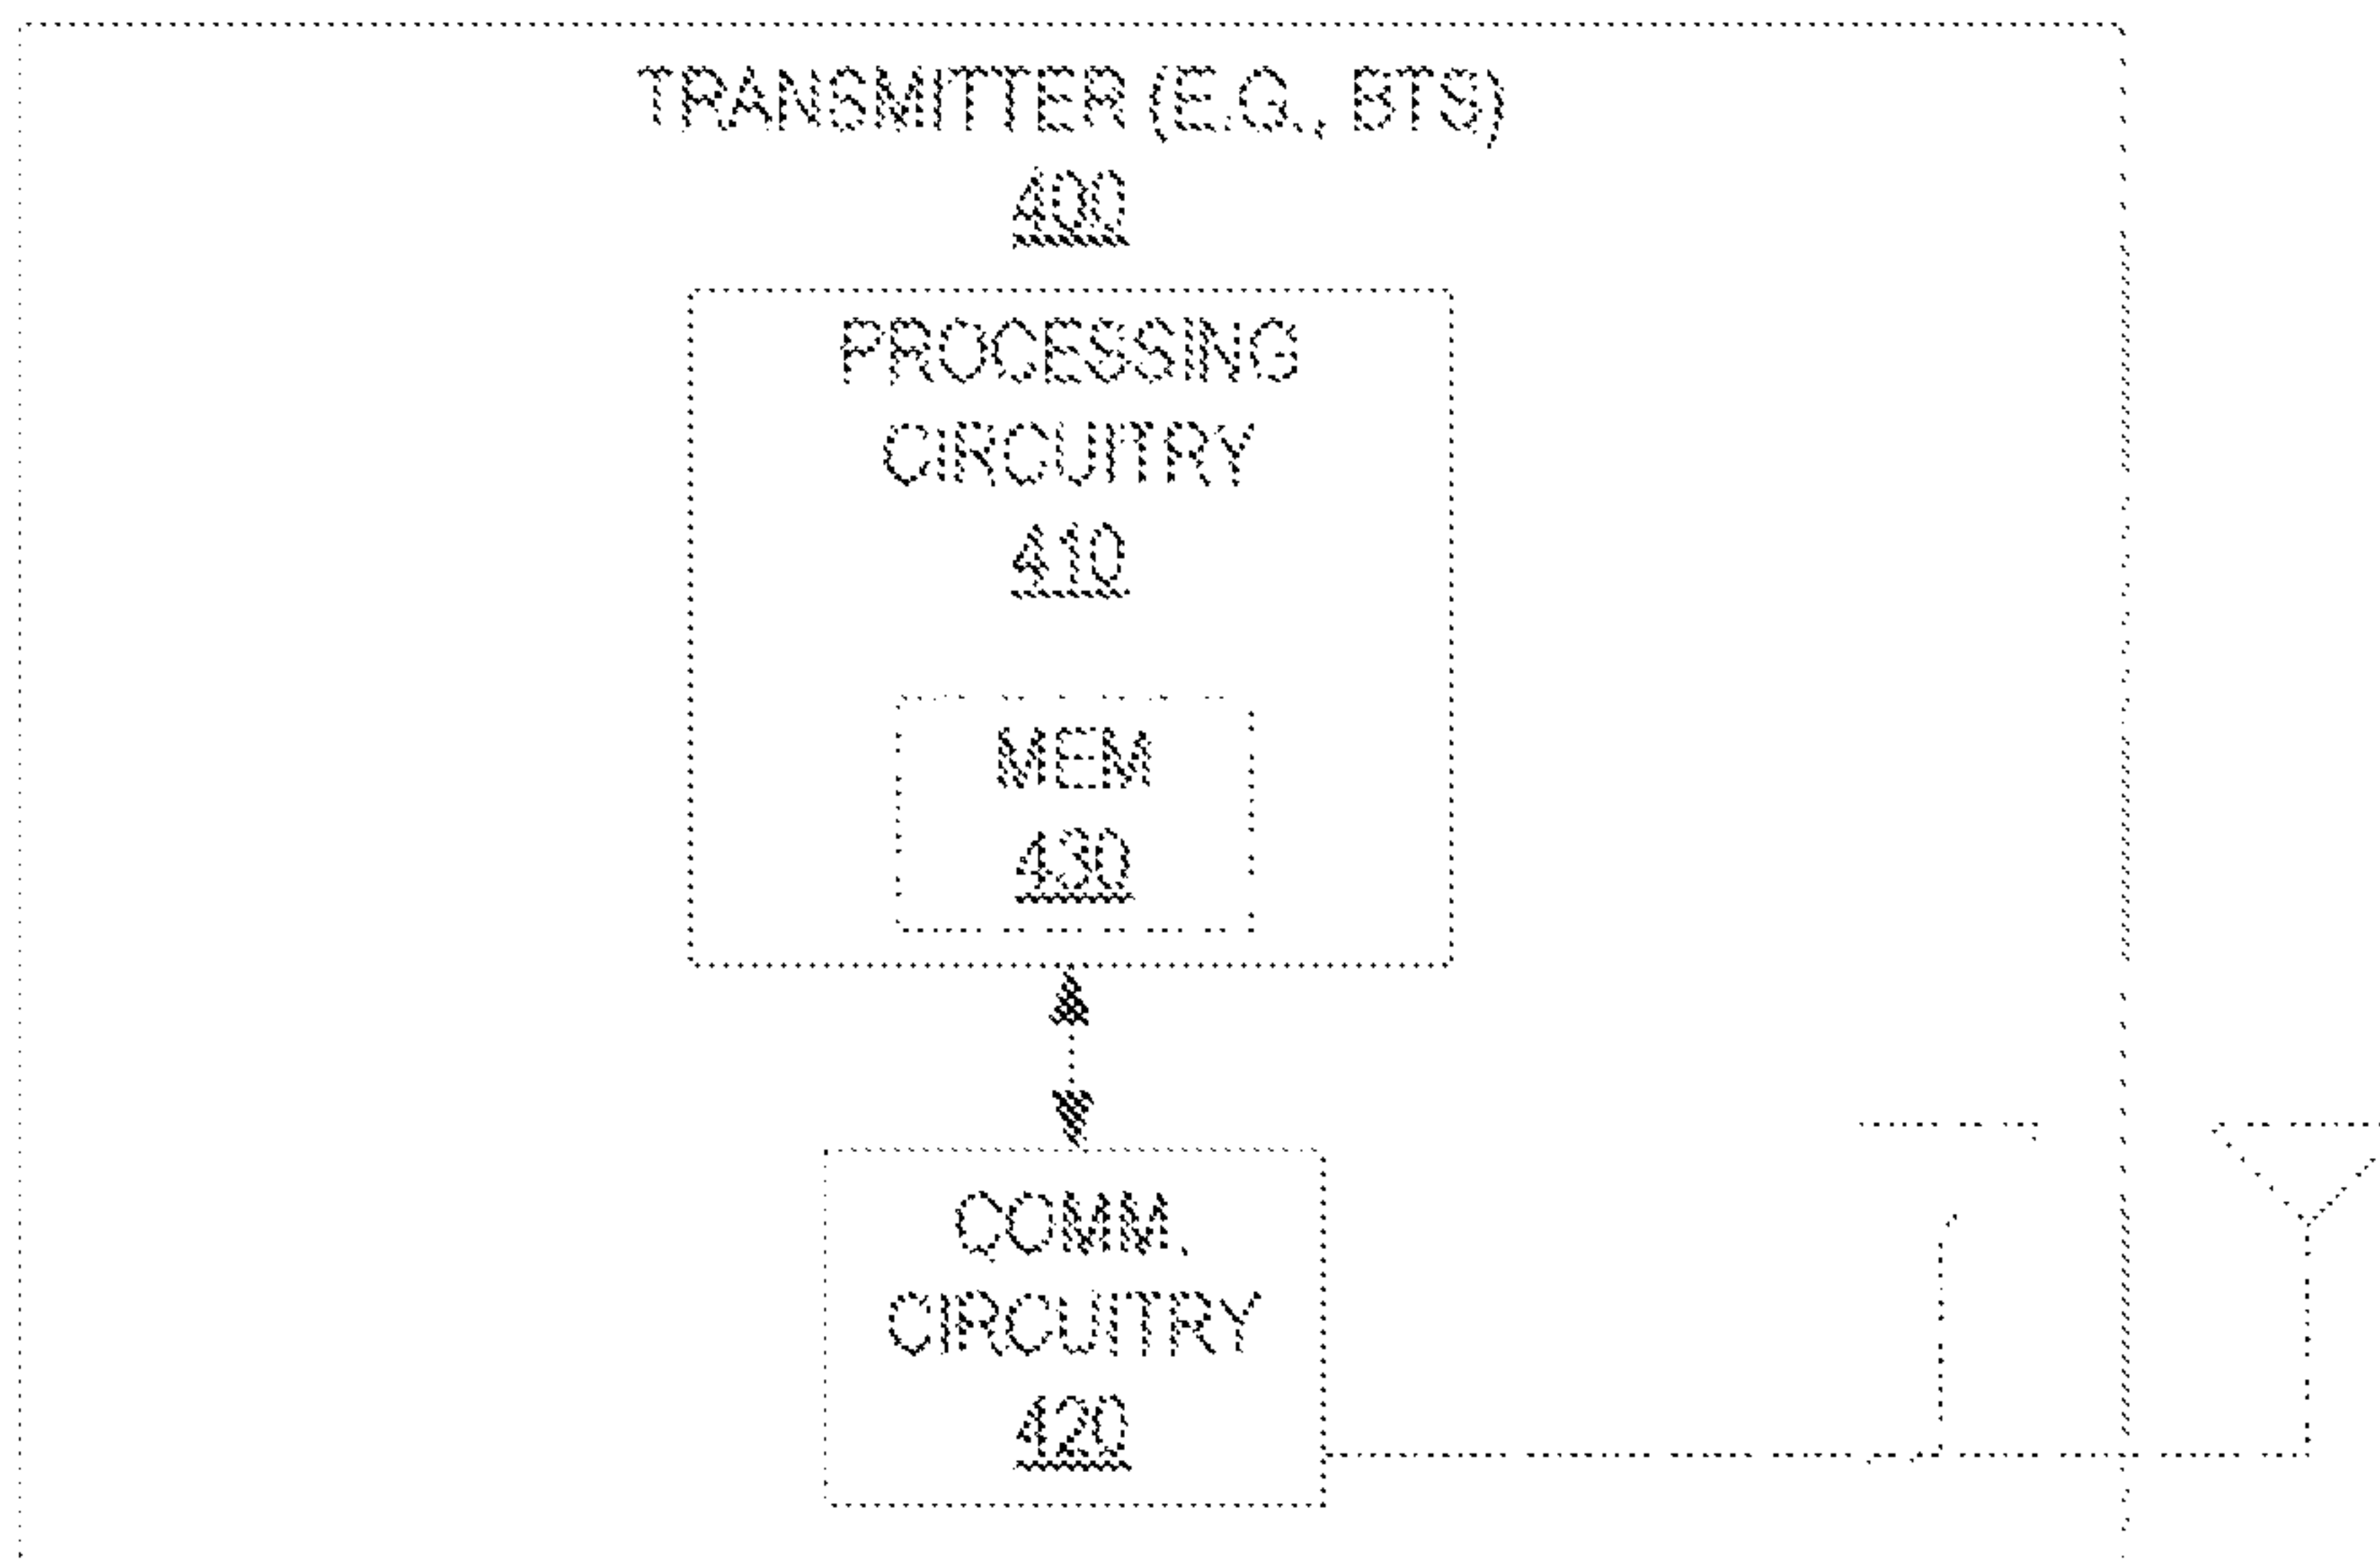 TRANSMITTER (E.G., BTS)
400
PROCESSING
CIRCUITRY
410
MEM
430
COMM.
CIRCUITRY
420